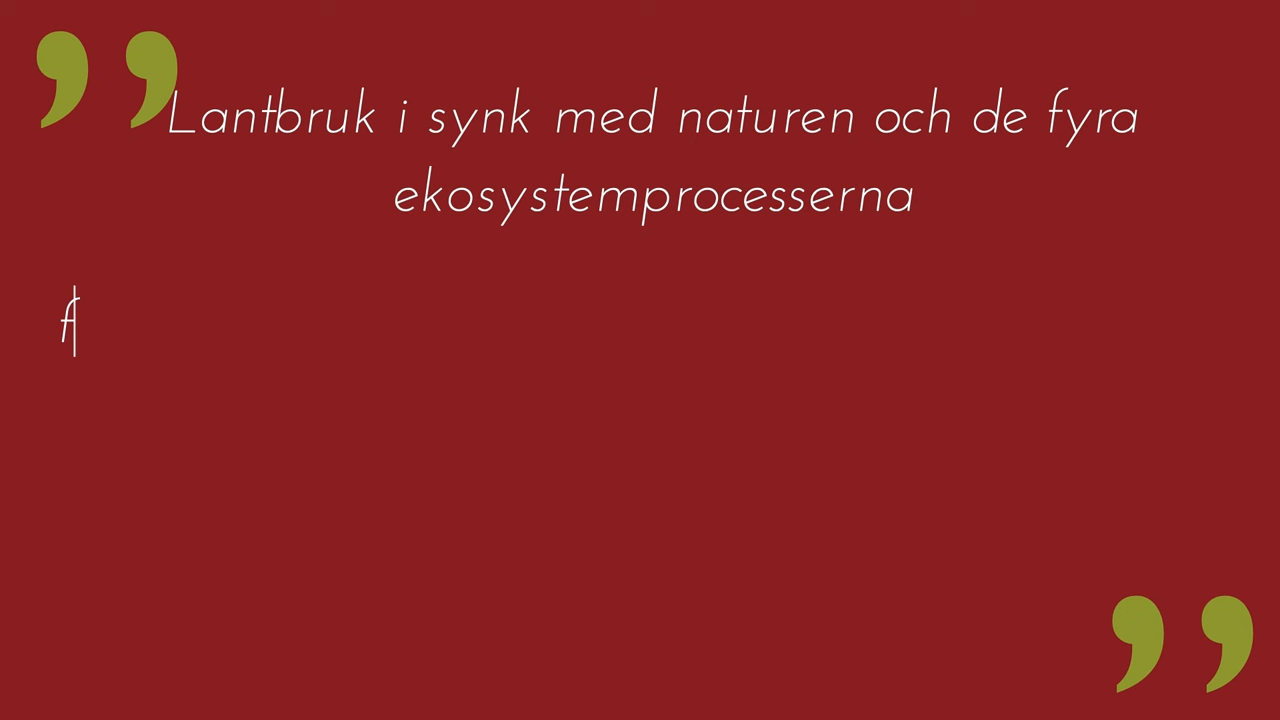 ”Lantbruk i synk med naturen och de fyra
ekosystemprocesserna
”